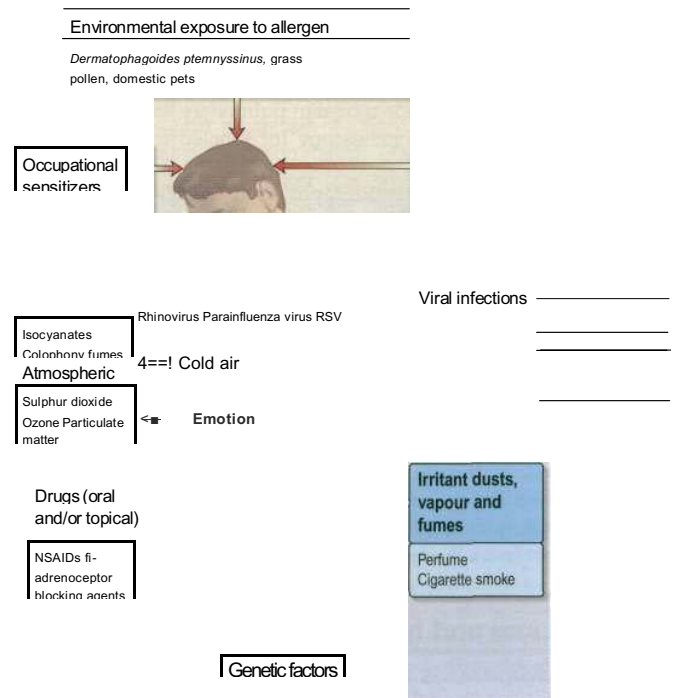 Environmental exposure to allergen
Dermatophagoides ptemnyssinus, grass
pollen, domestic pets
Occupational
sensitizers
Viral infections
Rhinovirus Parainfluenza virus RSV
Isocyanates
Colophony fumes
4==! Cold air
Atmospheric
Sulphur dioxide
Ozone Particulate
matter
<-■ Emotion
Irritant dusts,
vapour and
fumes
Perfume
Cigarette smoke
Drugs (oral
and/or topical)
NSAIDs fi-
adrenoceptor
blocking agents
Genetic factors